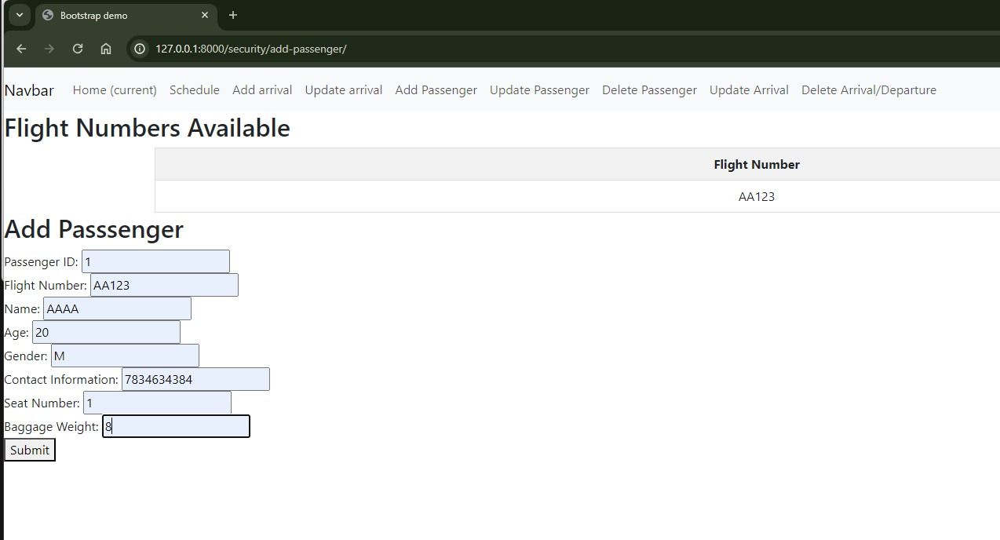 Bootstrap demo
127.0.0.1:8000/security/add-passenger/
Navbar Home (current) Schedule Add arrival Update arrival Add Passenger Update Passenger Delete Passenger Update Arrival Delete Arrival/Departure
Flight Numbers Available
Flight Number
AA123
Add Passsenger
Passenger ID: 1
Flight Number: AA123
Name: AAAA
Age: 20
Gender: M
Contact Information: 7834634384
Seat Number: 1
Baggage Weight: 8
Submit